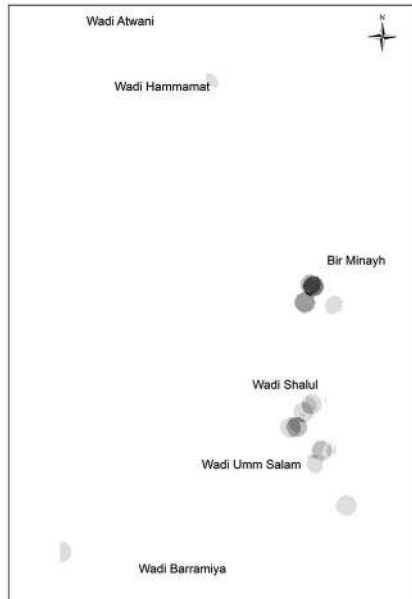 Wadi Atwani
N
Wadi Hammamat
Bir Minayh
Wadi Shalul
Wadi Umm Salam
Wadi Barramiya